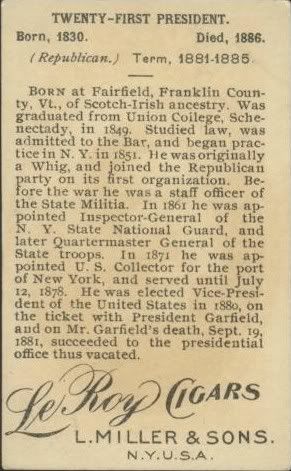 TWENTY-FIRST PRESIDENT.
Born, 1830. Died, 1886.
(Republican.) Term, 1881-1885.
BORN at Fairfield, Franklin Coun-
ty, Vt., of Scotch-Irish ancestry. Was
graduated from Union College, Sche-
nectady, in 1849. Studied law, was
admitted to the Bar, and began prac-
tice in N. Y. in 1851. He was originally
a Whig, and joined the Republican
party on its first organization. Be-
fore the war he was a staff officer of
the State Militia. In 1861 he was ap-
pointed Inspector-General of the
N. Y. State National Guard, and
later Quartermaster General of the
State troops. In 1871 he was ap-
pointed U. S. Collector for the port
of New York, and served until July
12, 1878. He was elected Vice-Presi-
dent of the United States in 1880, on
the ticket with President Garfield,
and on Mr. Garfield's death, Sept. 19,
1881, succeeded to the presidential
office thus vacated.
Le Roy CIGARS
L. MILLER & SONS.
N.Y.U.S.A.